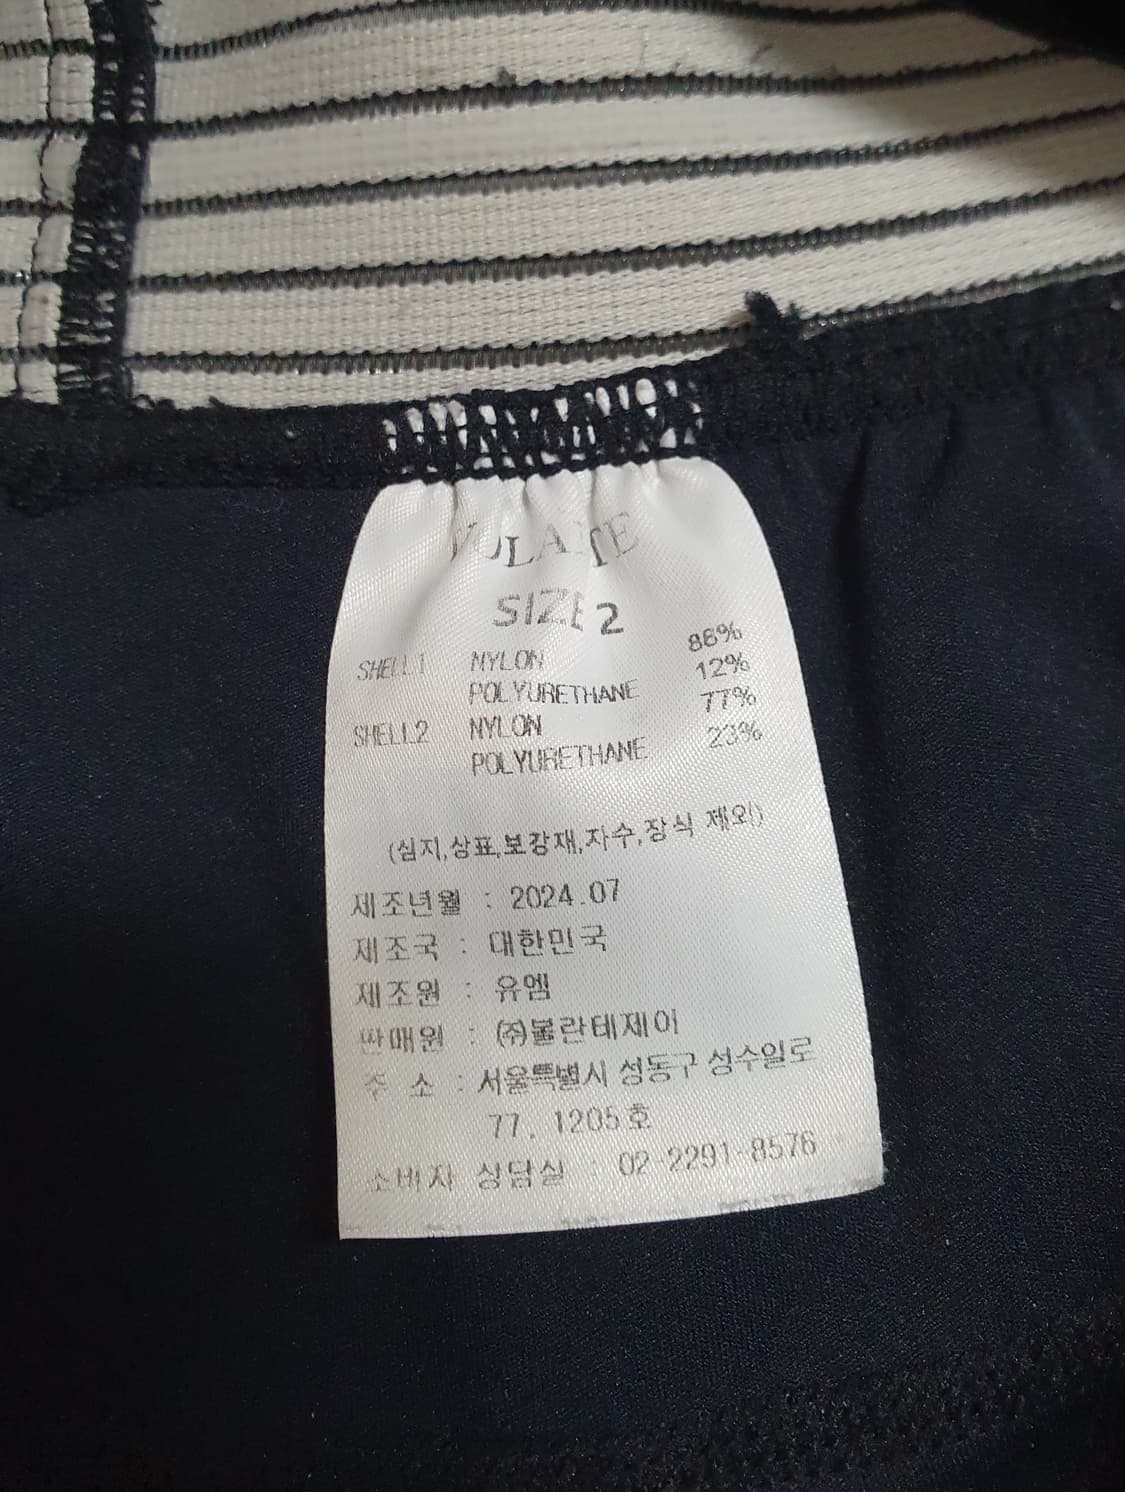 VOLANTE
SIZE 2
SHELL1 NYLON 88%
POLYURETHANE 12%
SHELL2 NYLON 77%
POLYURETHANE 23%
(심지,상표,보강재,자수,장식 제외)
제조년월 : 2024.07
제조국 : 대한민국
제조원 : 유엠
판매원 : ㈜볼란테제이
주 소 : 서울특별시 성동구 성수일로
77, 1205호
소비자 상담실 : 02-2291-8576